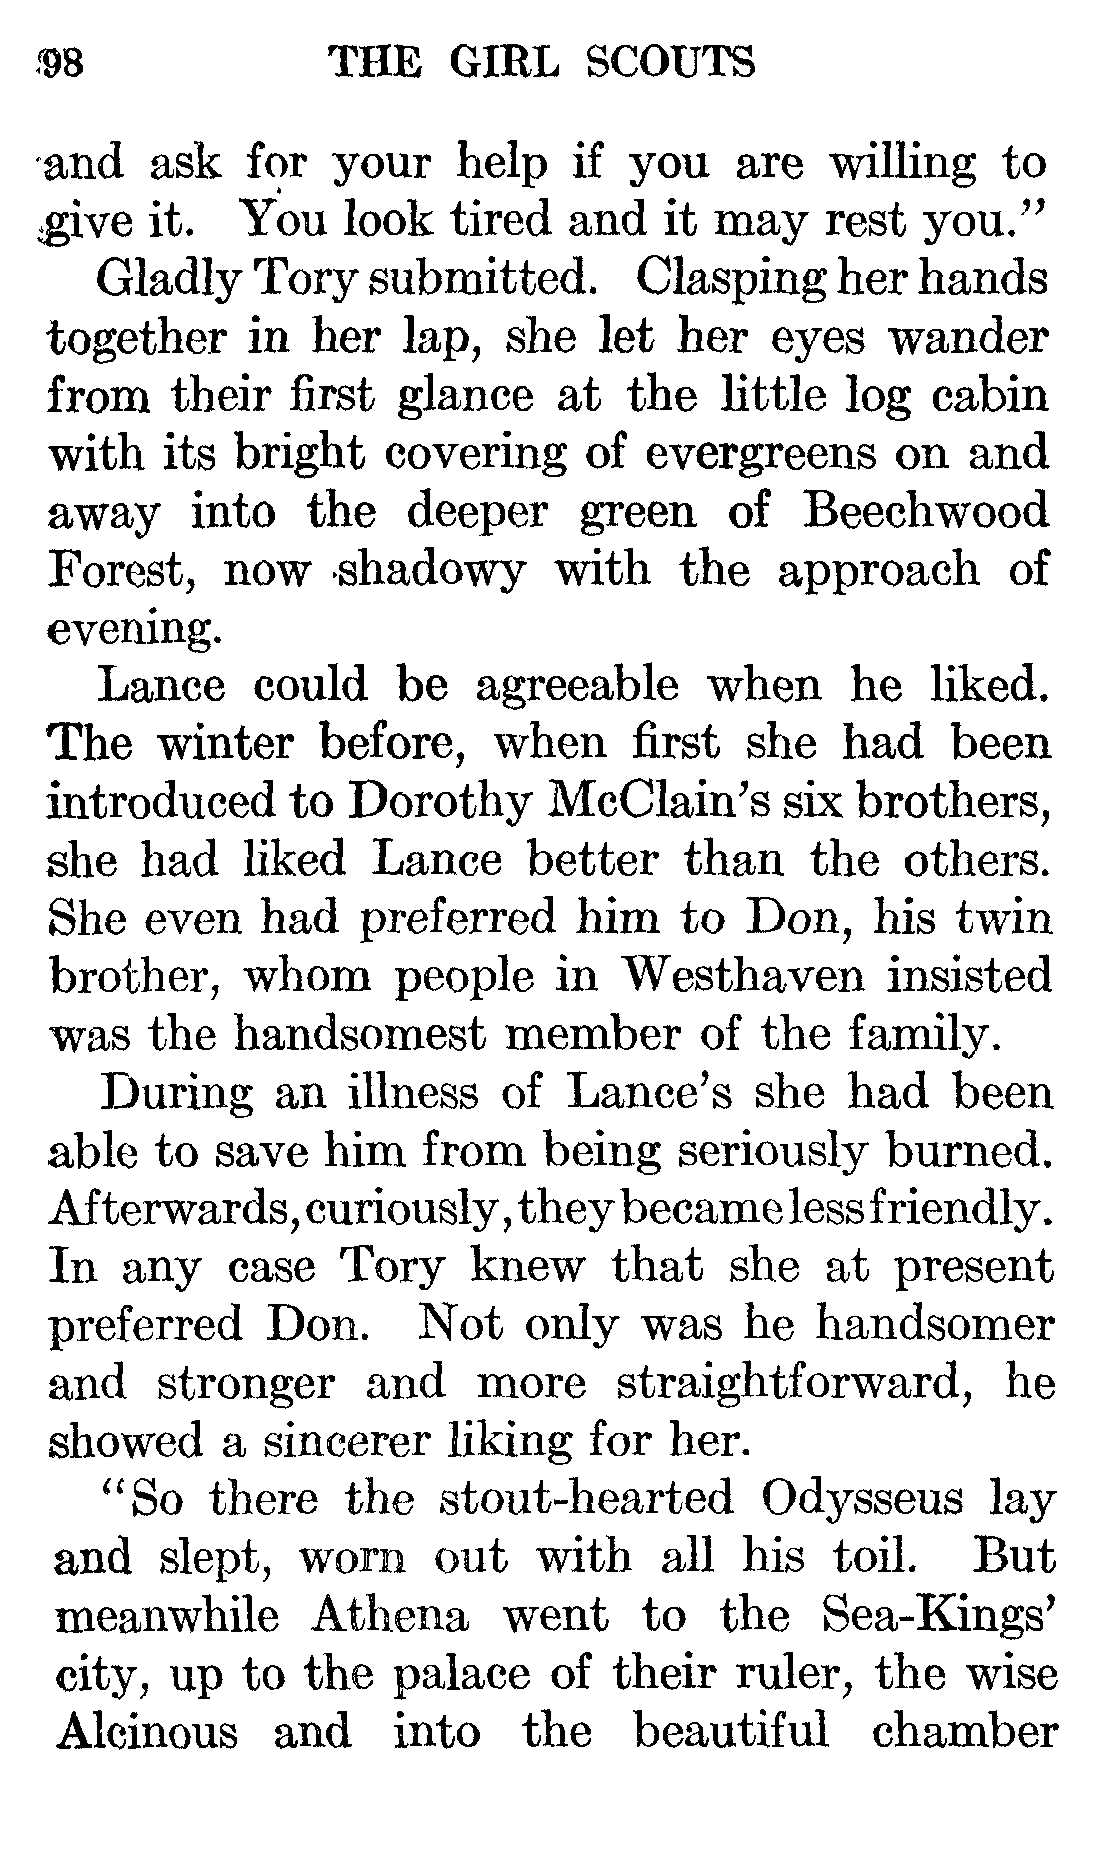 98 THE GIRL SCOUTS
and ask for your help if you are willing to
give it. You look tired and it may rest you.”
Gladly Tory submitted. Clasping her hands
together in her lap, she let her eyes wander
from their first glance at the little log cabin
with its bright covering of evergreens on and
away into the deeper green of Beechwood
Forest, now shadowy with the approach of
evening.
Lance could be agreeable when he liked.
The winter before, when first she had been
introduced to Dorothy McClain’s six brothers,
she had liked Lance better than the others.
She even had preferred him to Don, his twin
brother, whom people in Westhaven insisted
was the handsomest member of the family.
During an illness of Lance’s she had been
able to save him from being seriously burned.
Afterwards, curiously, they became less friendly.
In any case Tory knew that she at present
preferred Don. Not only was he handsomer
and stronger and more straightforward, he
showed a sincerer liking for her.
“So there the stout-hearted Odysseus lay
and slept, worn out with all his toil. But
meanwhile Athena went to the Sea-Kings’
city, up to the palace of their ruler, the wise
Alcinous and into the beautiful chamber